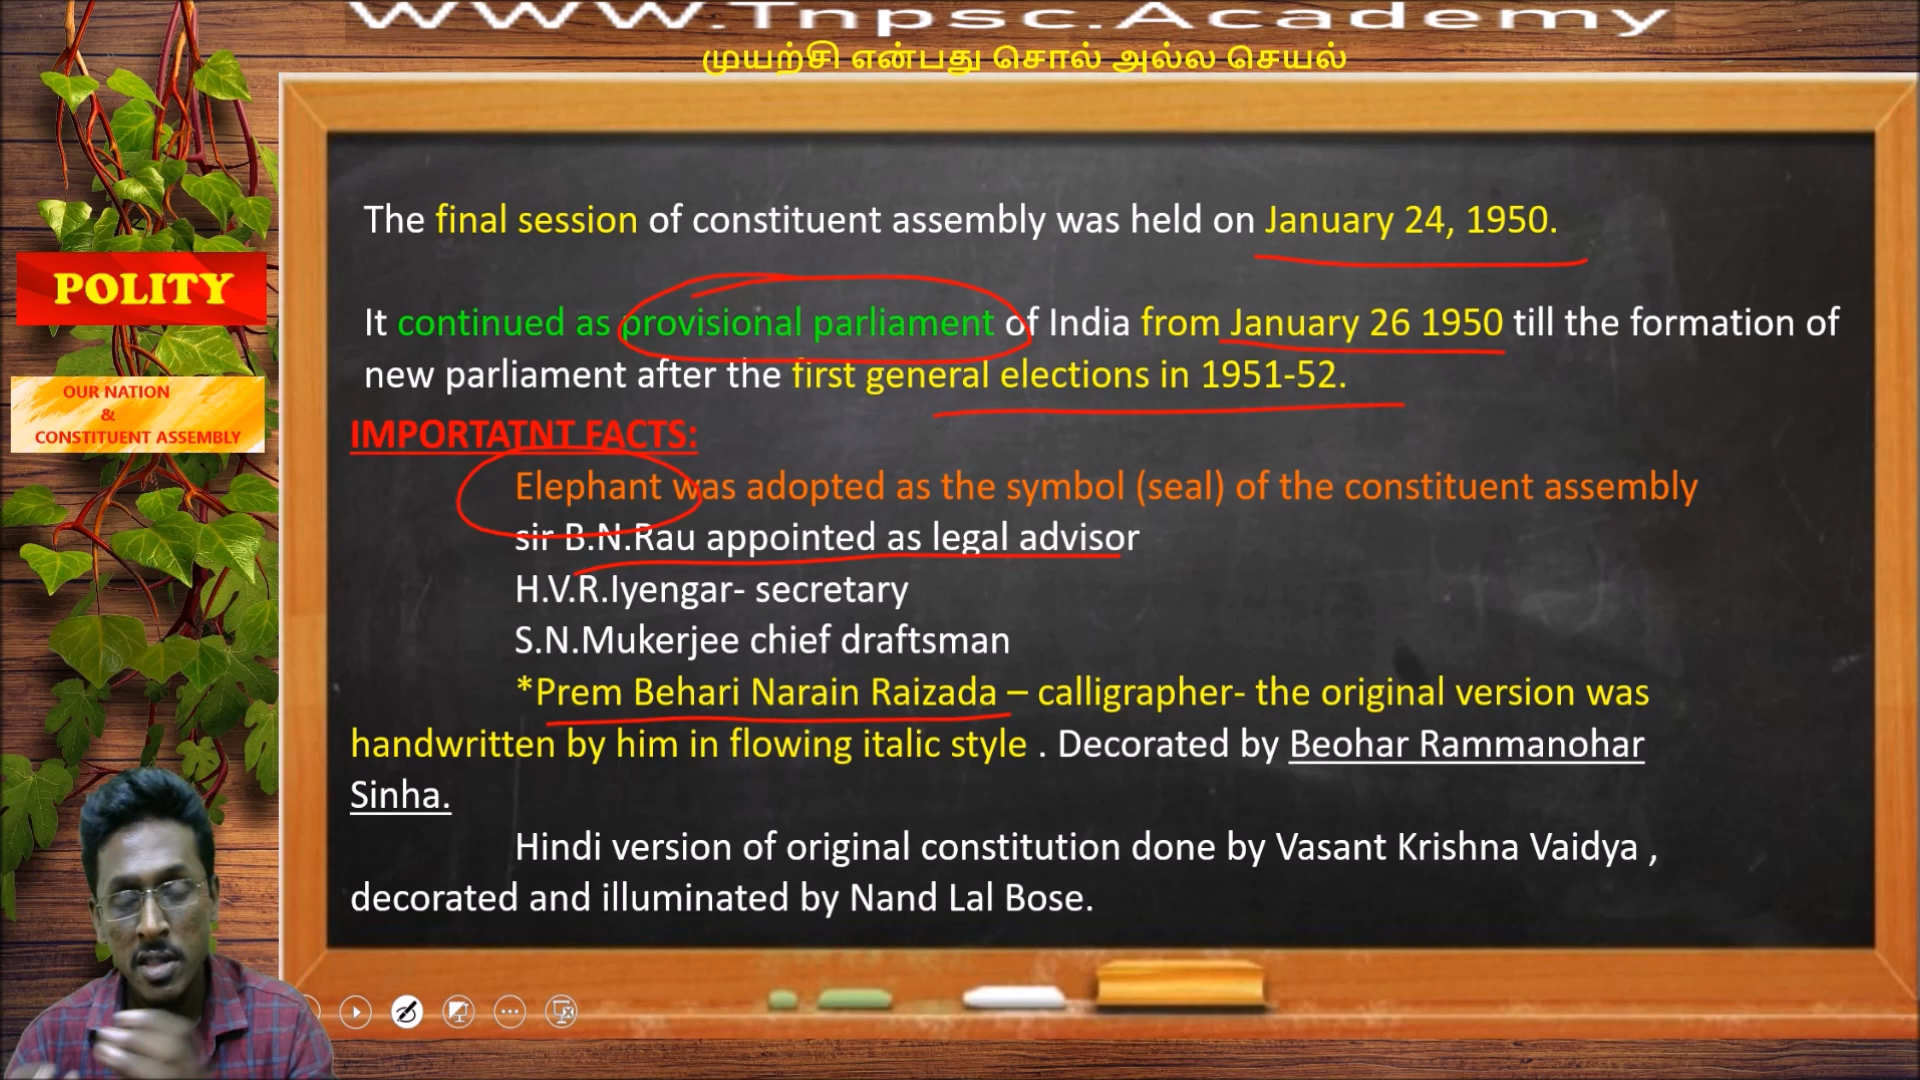 WWW.Tnpsc.Academy
முயற்சி என்பது சொல் அல்ல செயல்
The final session of constituent assembly was held on January 24, 1950.
It continued as provisional parliament of India from January 26 1950 till the formation of
new parliament after the first general elections in 1951-52.
IMPORTATNT FACTS:
Elephant was adopted as the symbol (seal) of the constituent assembly
sir B.N.Rau appointed as legal advisor
H.V.R.Iyengar- secretary
S.N.Mukerjee chief draftsman
*Prem Behari Narain Raizada – calligrapher- the original version was
handwritten by him in flowing italic style . Decorated by Beohar Rammanohar
Sinha.
Hindi version of original constitution done by Vasant Krishna Vaidya ,
decorated and illuminated by Nand Lal Bose.
POLITY
OUR NATION
&
CONSTITUENT ASSEMBLY